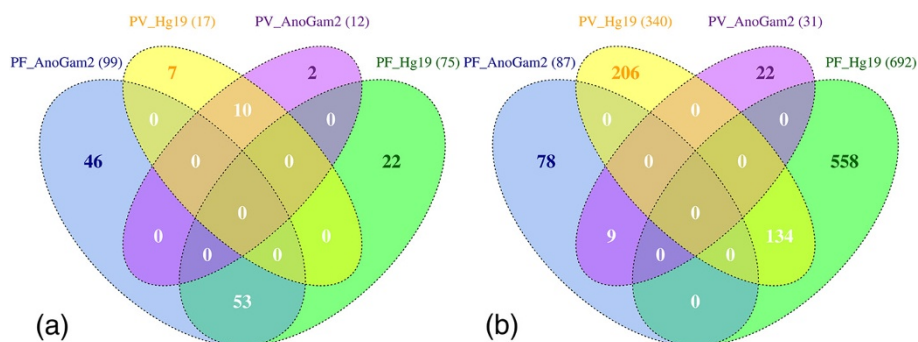 PV_Hg19 (17) PV_AnoGam2 (12)
PF_AnoGam2 (99) 7 2 PF_Hg19 (75)
0 10 0
46 0 0 22
0
0 0 0 0
53
(a)
PV_Hg19 (340) PV_AnoGam2 (31)
PF_AnoGam2 (87) 206 22 PF_Hg19 (692)
0 0 0
78 0 0 558
0
9 0 0 134
0
(b)